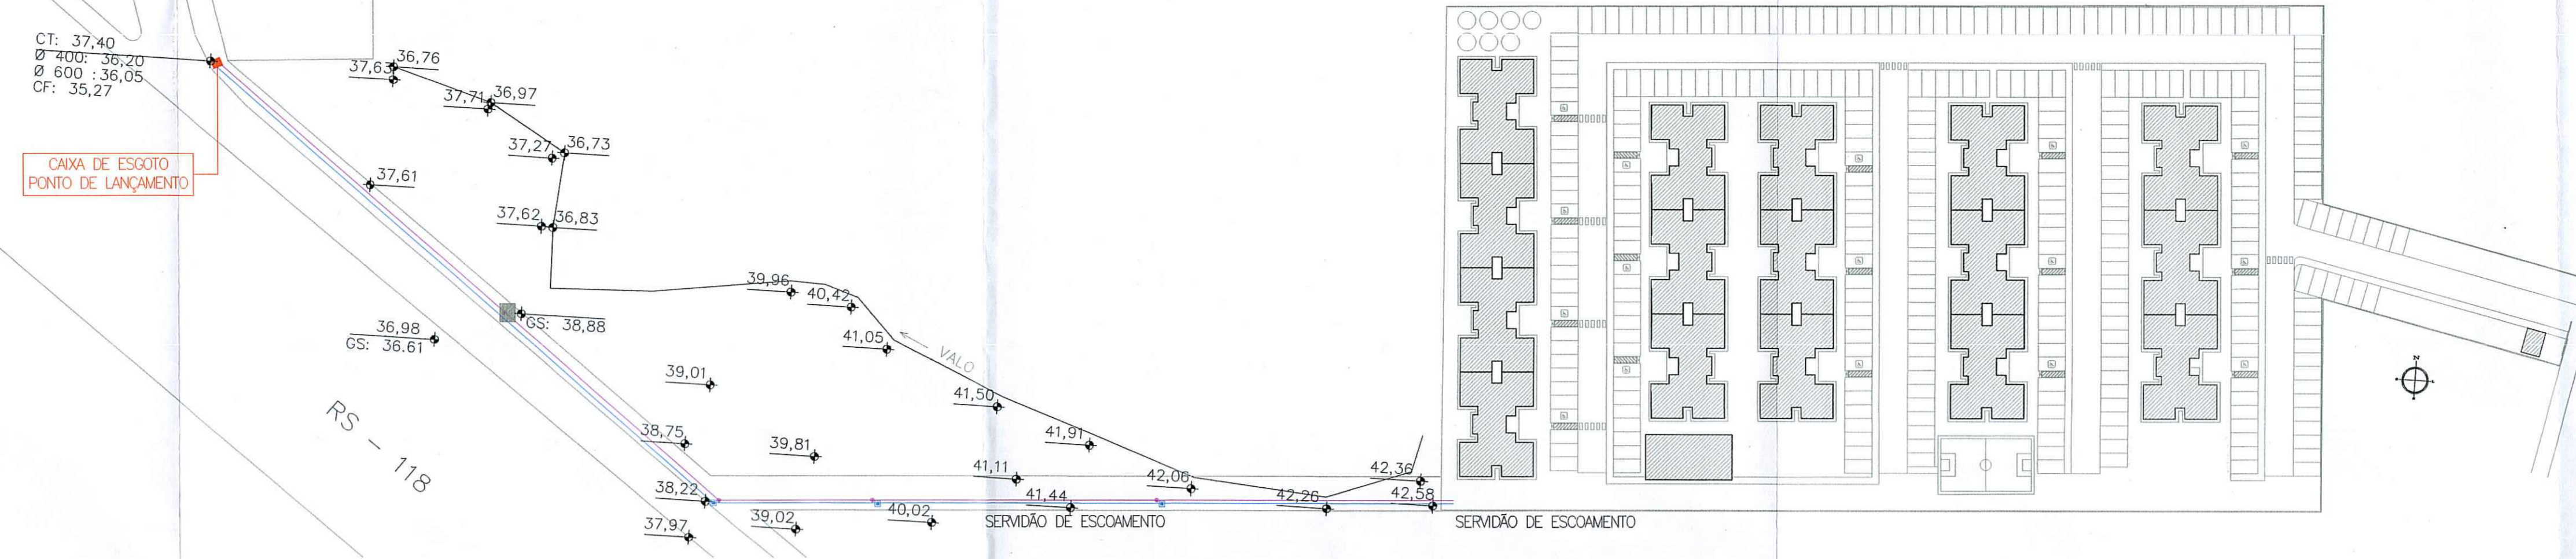 CT: 37,40
Ø 400: 36,20
Ø 600 :36,05
CF: 35,27
CAIXA DE ESGOTO
PONTO DE LANÇAMENTO
36,76
37,63
36,97
37,71
36,73
37,27
37,61
37,62
36,83
39,96
40,42
GS: 38,88
36,98
GS: 36.61
41,05
VALO
39,01
41,50
RS - 118
38,75
39,81
41,91
41,11
42,06
42,36
38,22
41,44
42,26
42,58
37,97
39,02
40,02
SERVIDÃO DE ESCOAMENTO
SERVIDÃO DE ESCOAMENTO
N